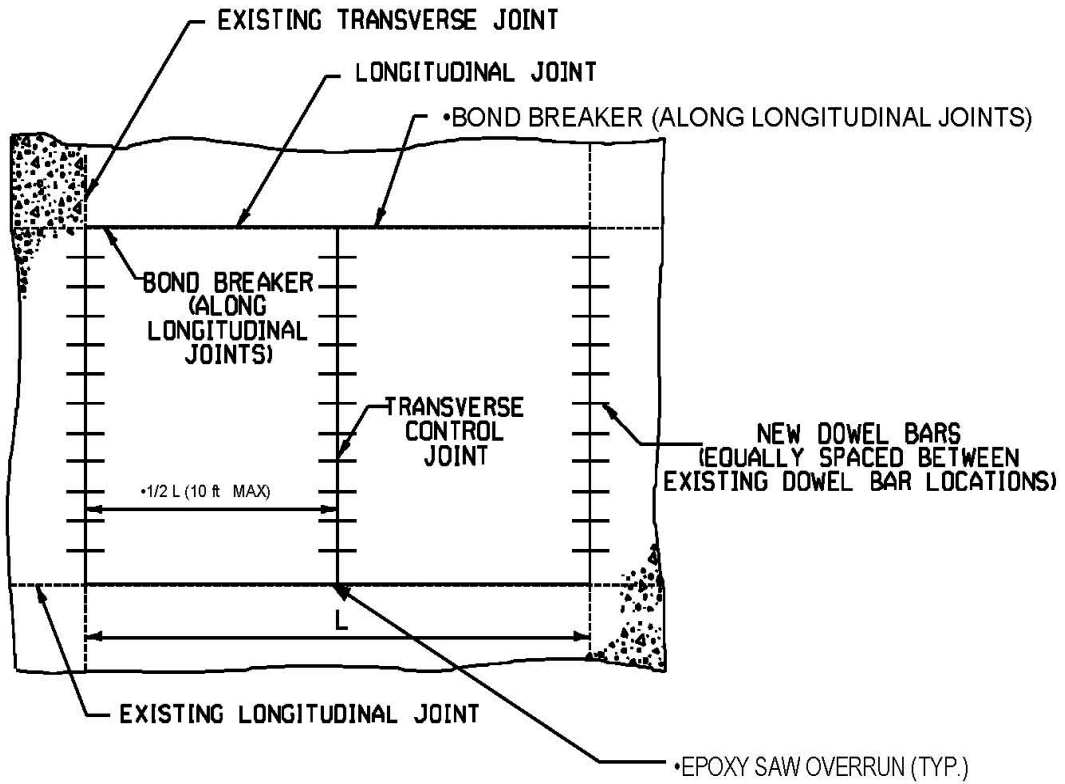 EXISTING TRANSVERSE JOINT
LONGITUDINAL JOINT
•BOND BREAKER (ALONG LONGITUDINAL JOINTS)
BOND BREAKER
(ALONG
LONGITUDINAL
JOINTS)
TRANSVERSE
CONTROL
JOINT
NEW DOWEL BARS
(EQUALLY SPACED BETWEEN
EXISTING DOWEL BAR LOCATIONS)
•1/2 L (10 ft MAX)
L
EXISTING LONGITUDINAL JOINT
•EPOXY SAW OVERRUN (TYP.)